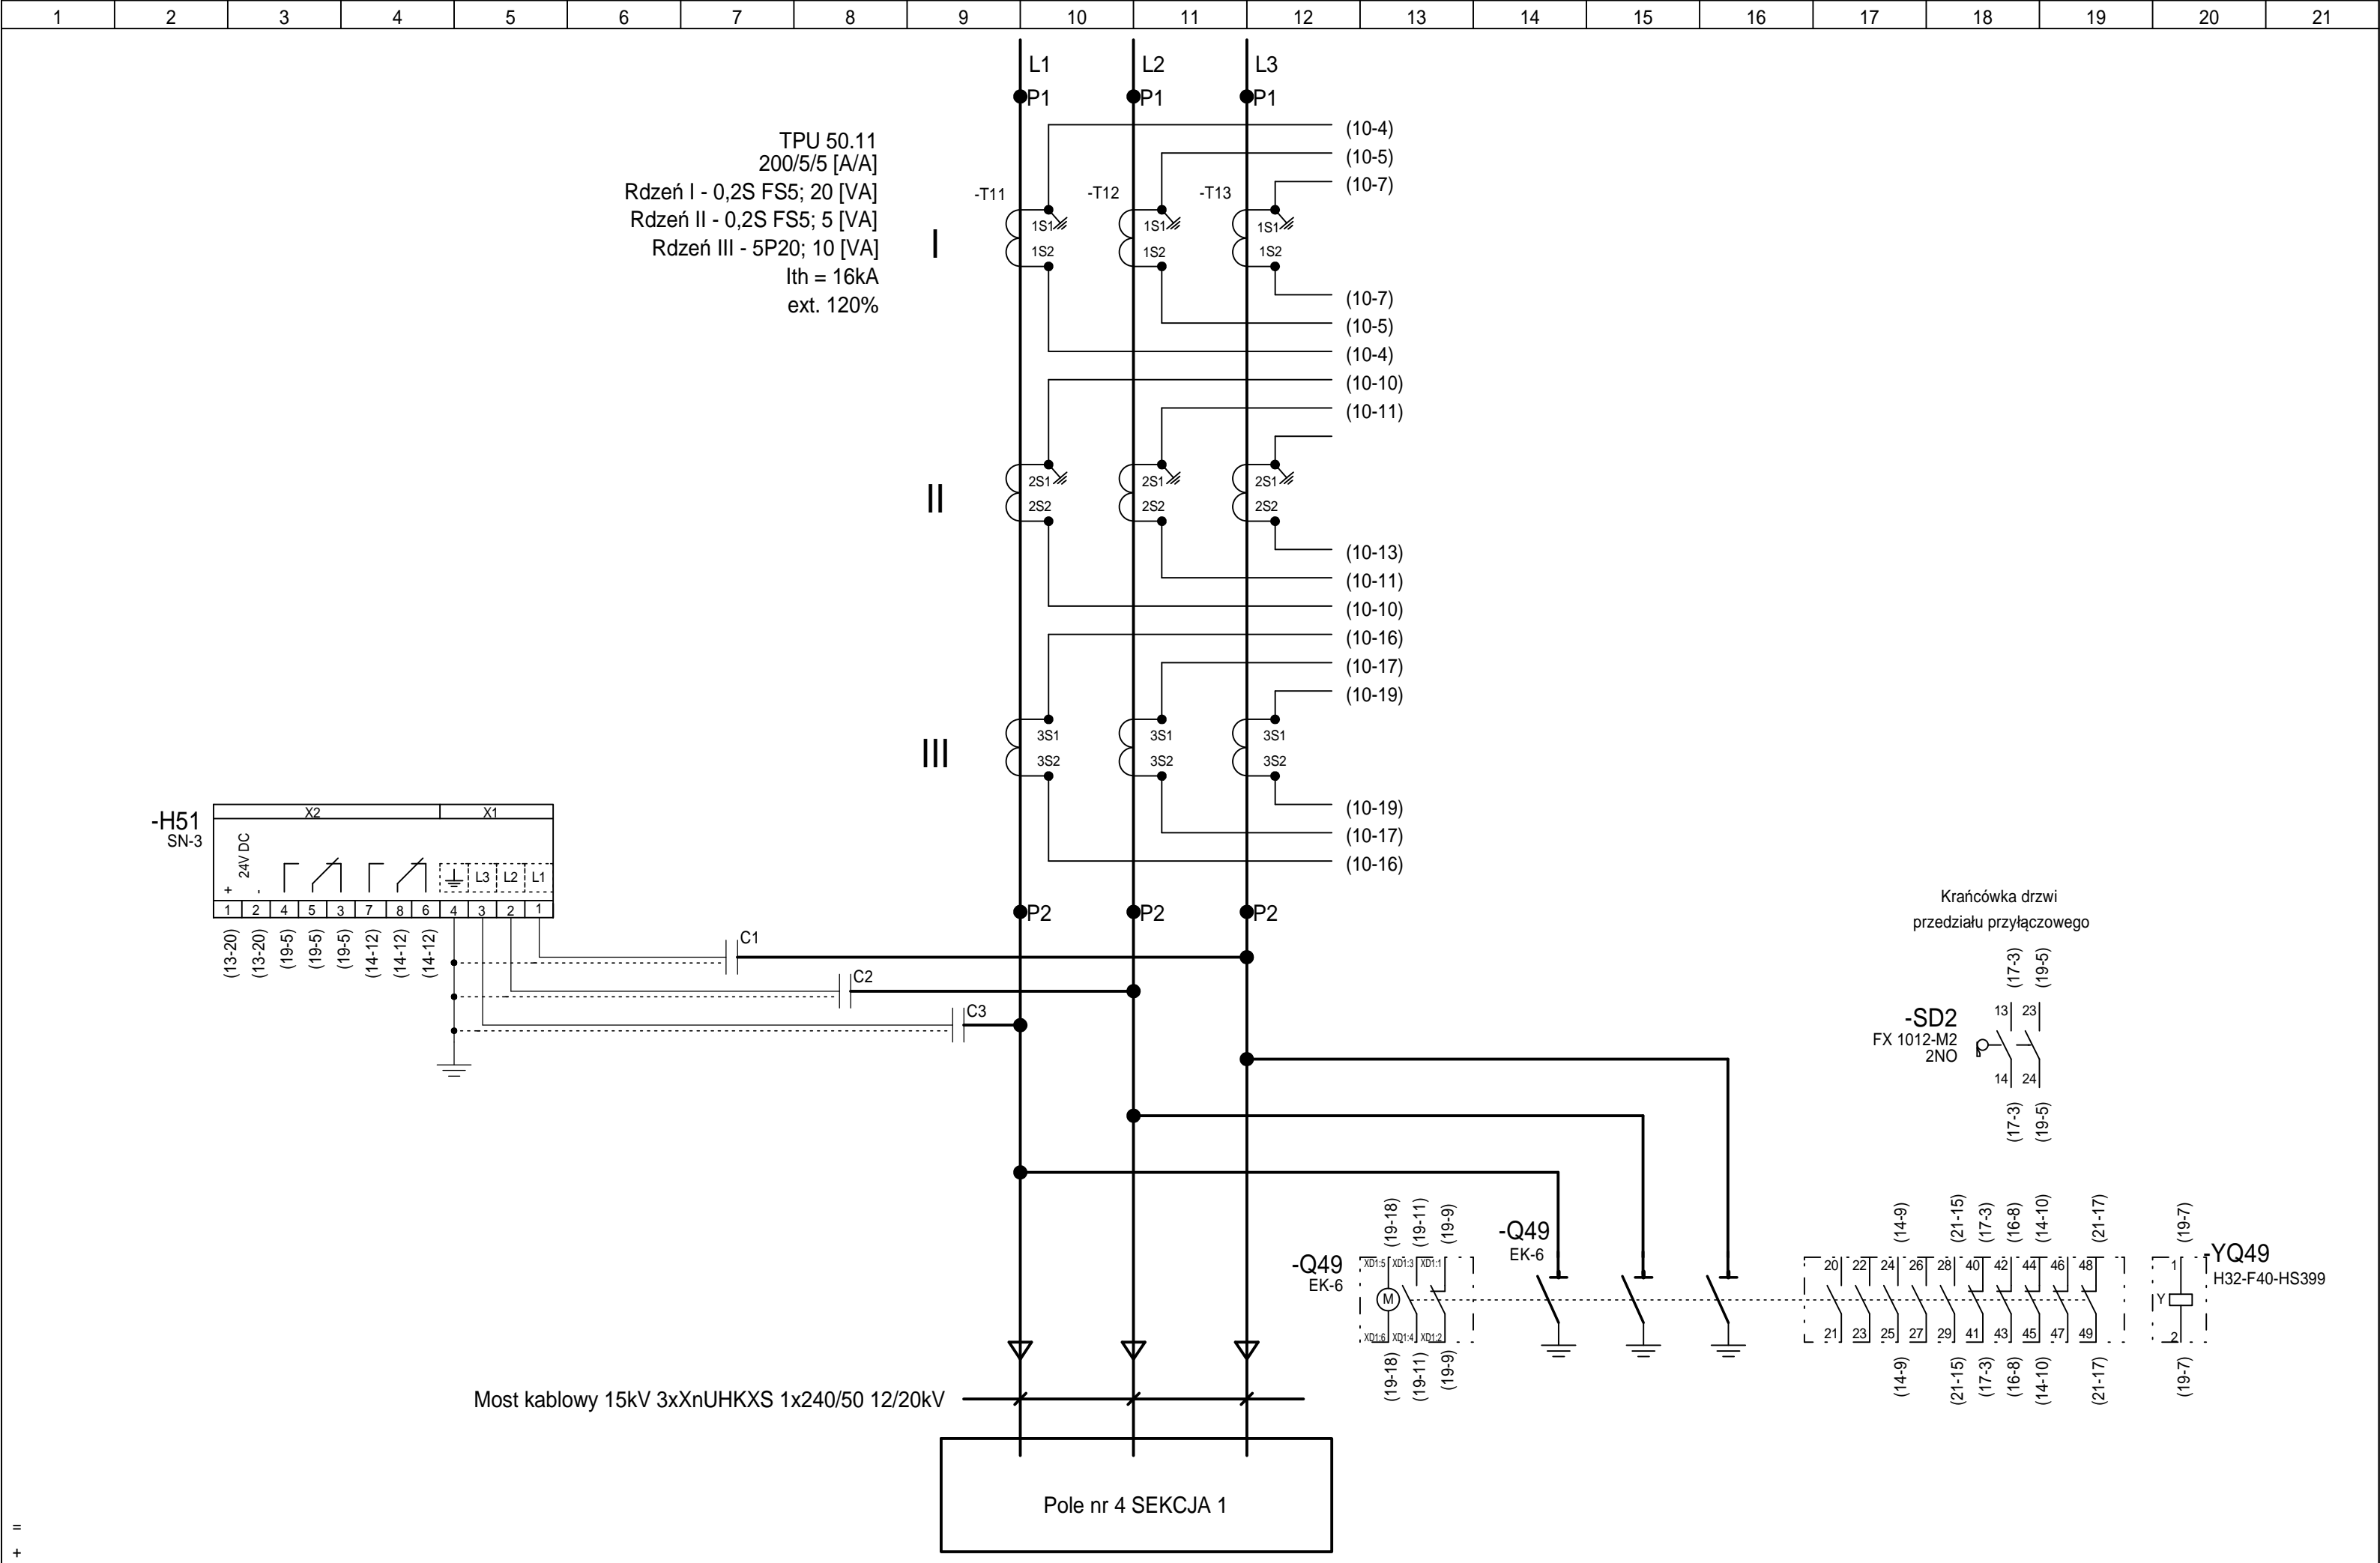 1 2 3 4 5 6 7 8 9 10 11 12 13 14 15 16 17 18 19 20 21
L1 L2 L3
P1 P1 P1
TPU 50.11
200/5/5 [A/A]
Rdzeń I - 0,2S FS5; 20 [VA]
Rdzeń II - 0,2S FS5; 5 [VA]
Rdzeń III - 5P20; 10 [VA]
Ith = 16kA
ext. 120%
(10-4)
(10-5)
(10-7)
-T11 -T12 -T13
I
1S1 1S1 1S1
1S2 1S2 1S2
(10-7)
(10-5)
(10-4)
(10-10)
(10-11)
II
2S1 2S1 2S1
2S2 2S2 2S2
(10-13)
(10-11)
(10-10)
(10-16)
(10-17)
(10-19)
III
3S1 3S1 3S1
3S2 3S2 3S2
(10-19)
(10-17)
(10-16)
P2 P2 P2
-H51
SN-3
X2 X1
24V DC
+ -
L3 L2 L1
1 2 4 5 3 7 8 6 4 3 2 1
(13-20) (13-20) (19-5) (19-5) (19-5) (14-12) (14-12) (14-12)
C1
C2
C3
Krańcówka drzwi
przedziału przyłączowego
(17-3) (19-5)
13 23
-SD2
FX 1012-M2
2NO
14 24
(17-3) (19-5)
(19-18) (19-11) (19-9)
-Q49
EK-6
XD1:5 XD1:3 XD1:1
M
XD1:6 XD1:4 XD1:2
(19-18) (19-11) (19-9)
-Q49
EK-6
(14-9) (21-15) (17-3) (16-8) (14-10) (21-17)
20 22 24 26 28 40 42 44 46 48
21 23 25 27 29 41 43 45 47 49
(14-9) (21-15) (17-3) (16-8) (14-10) (21-17)
(19-7)
-YQ49
H32-F40-HS399
1
Y
2
(19-7)
Most kablowy 15kV 3xXnUHKXS 1x240/50 12/20kV
Pole nr 4 SEKCJA 1
=
+